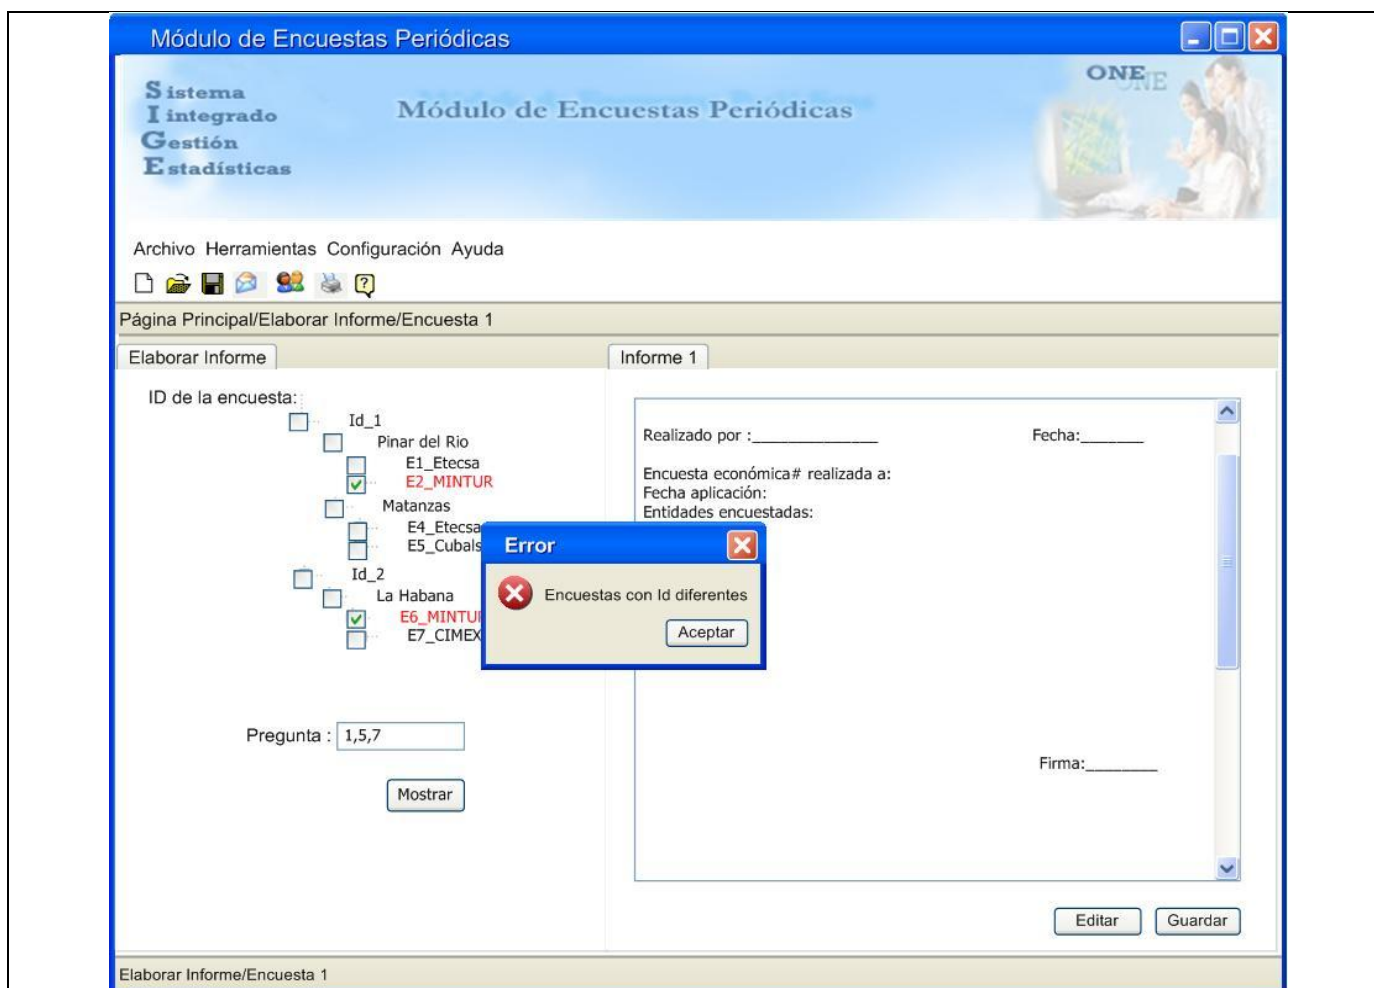 Módulo de Encuestas Periódicas
Sistema
Iintegrado
Gestión
Estadísticas
Módulo de Encuestas Periódicas
ONE
Archivo Herramientas Configuración Ayuda
Página Principal/Elaborar Informe/Encuesta 1
Elaborar Informe
ID de la encuesta:
Id_1
Pinar del Rio
E1_Etecsa
E2_MINTUR
Matanzas
E4_Etecsa
E5_Cubals
Id_2
La Habana
E6_MINTUR
E7_CIMEX
Pregunta : 1,5,7
Mostrar
Informe 1
Realizado por :______________ Fecha:_______
Encuesta económica# realizada a:
Fecha aplicación:
Entidades encuestadas:
Error
Encuestas con Id diferentes
Aceptar
Firma:________
Editar Guardar
Elaborar Informe/Encuesta 1